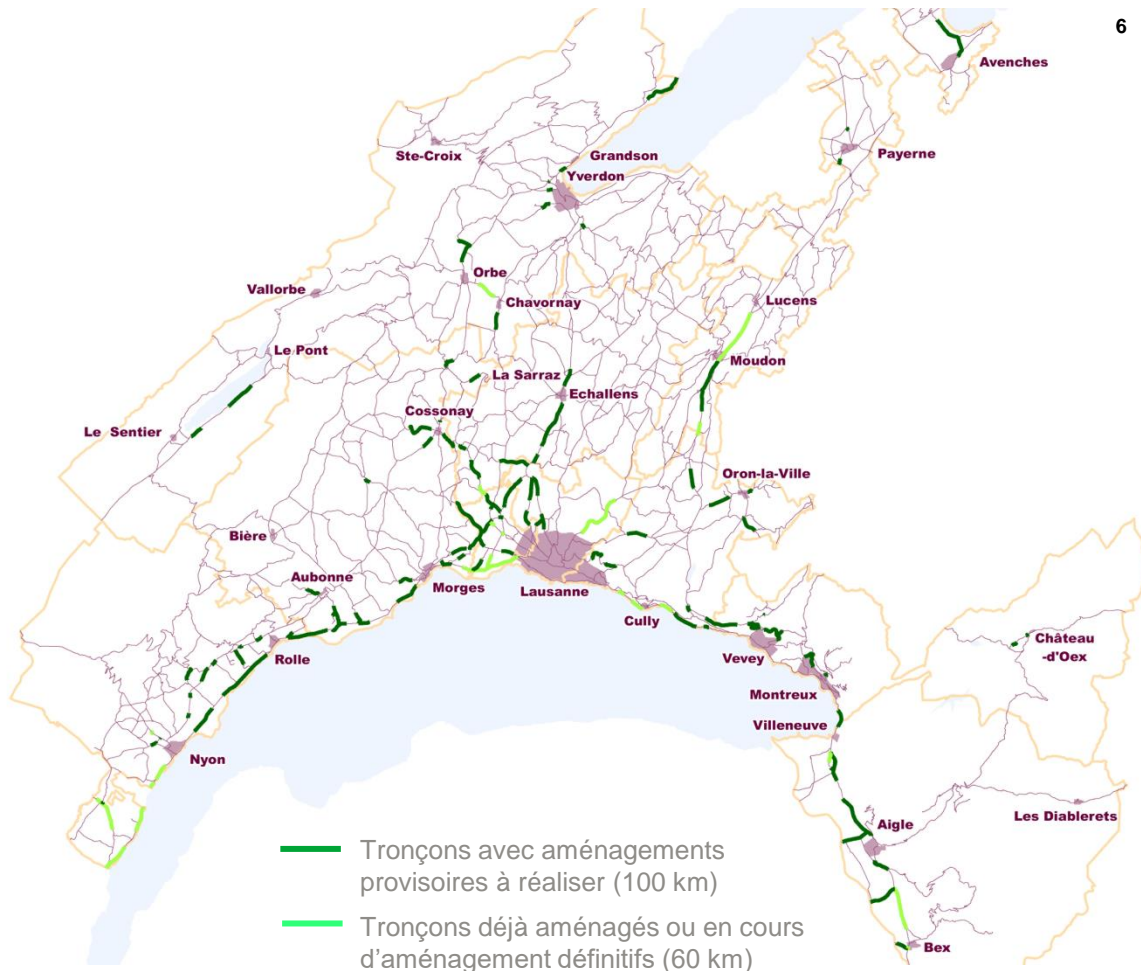 6
Avenches
Ste-Croix
Grandson
Payerne
Yverdon
Orbe
Vallorbe
Chavornay
Lucens
Le Pont
Moudon
La Sarraz
Echallens
Cossonay
Le Sentier
Oron-la-Ville
Bière
Aubonne
Morges
Lausanne
Cully
Château
-d'Oex
Rolle
Vevey
Montreux
Villeneuve
Nyon
Les Diablerets
Aigle
Tronçons avec aménagements
provisoires à réaliser (100 km)
Tronçons déjà aménagés ou en cours
d'aménagement définitifs (60 km)
Bex